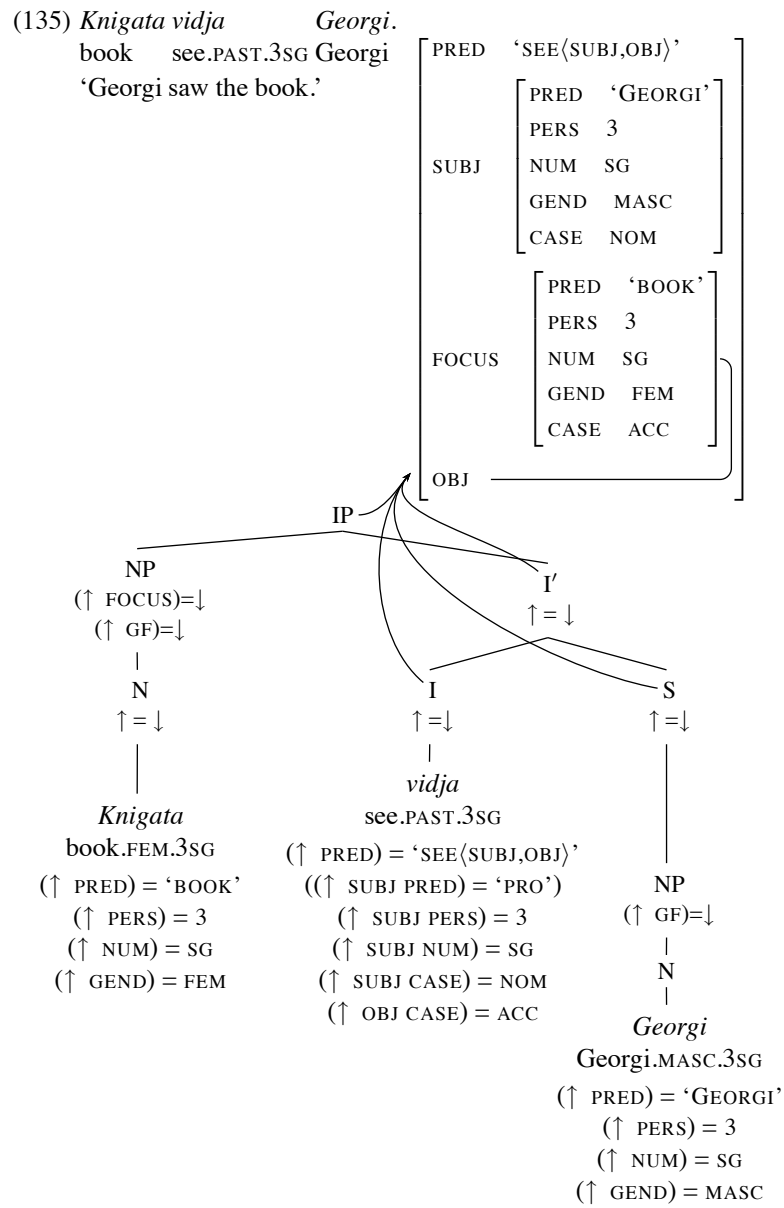 (135) Knigata vidja Georgi.
book see.PAST.3SG Georgi
‘Georgi saw the book.’
PRED ‘SEE⟨SUBJ,OBJ⟩’
SUBJ
PRED ‘GEORGI’
PERS 3
NUM SG
GEND MASC
CASE NOM
FOCUS
PRED ‘BOOK’
PERS 3
NUM SG
GEND FEM
CASE ACC
OBJ
IP
NP
(↑ FOCUS)=↓
(↑ GF)=↓
N
↑ = ↓
Knigata
book.FEM.3SG
(↑ PRED) = ‘BOOK’
(↑ PERS) = 3
(↑ NUM) = SG
(↑ GEND) = FEM
I′
↑ = ↓
I
↑=↓
vidja
see.PAST.3SG
(↑ PRED) = ‘SEE⟨SUBJ,OBJ⟩’
((↑ SUBJ PRED) = ‘PRO’)
(↑ SUBJ PERS) = 3
(↑ SUBJ NUM) = SG
(↑ SUBJ CASE) = NOM
(↑ OBJ CASE) = ACC
S
↑=↓
NP
(↑ GF)=↓
N
Georgi
Georgi.MASC.3SG
(↑ PRED) = ‘GEORGI’
(↑ PERS) = 3
(↑ NUM) = SG
(↑ GEND) = MASC